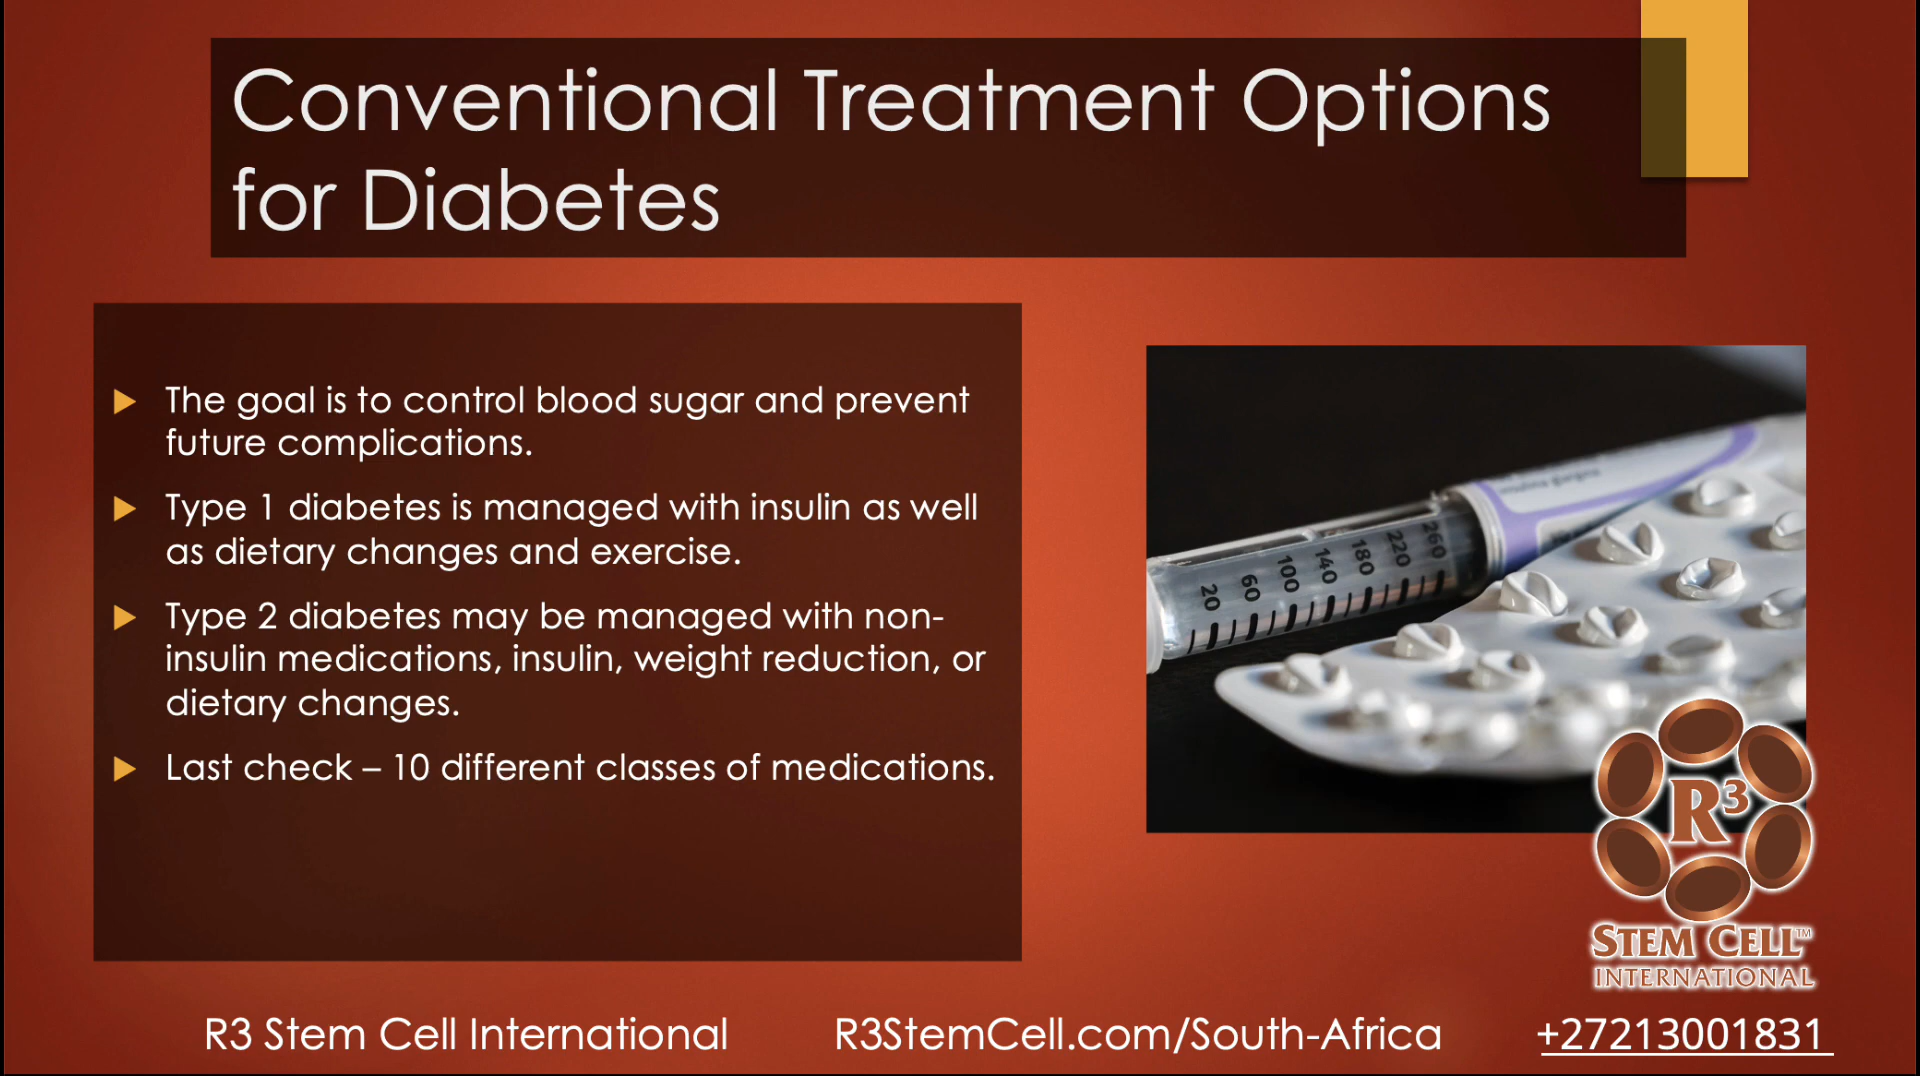 Conventional Treatment Options
for Diabetes
The goal is to control blood sugar and prevent
future complications.
Type 1 diabetes is managed with insulin as well
as dietary changes and exercise.
Type 2 diabetes may be managed with non-
insulin medications, insulin, weight reduction, or
dietary changes.
Last check – 10 different classes of medications.
20 60 100 140 180 220 260
R3
STEM CELL™
INTERNATIONAL
R3 Stem Cell International
R3StemCell.com/South-Africa
+27213001831